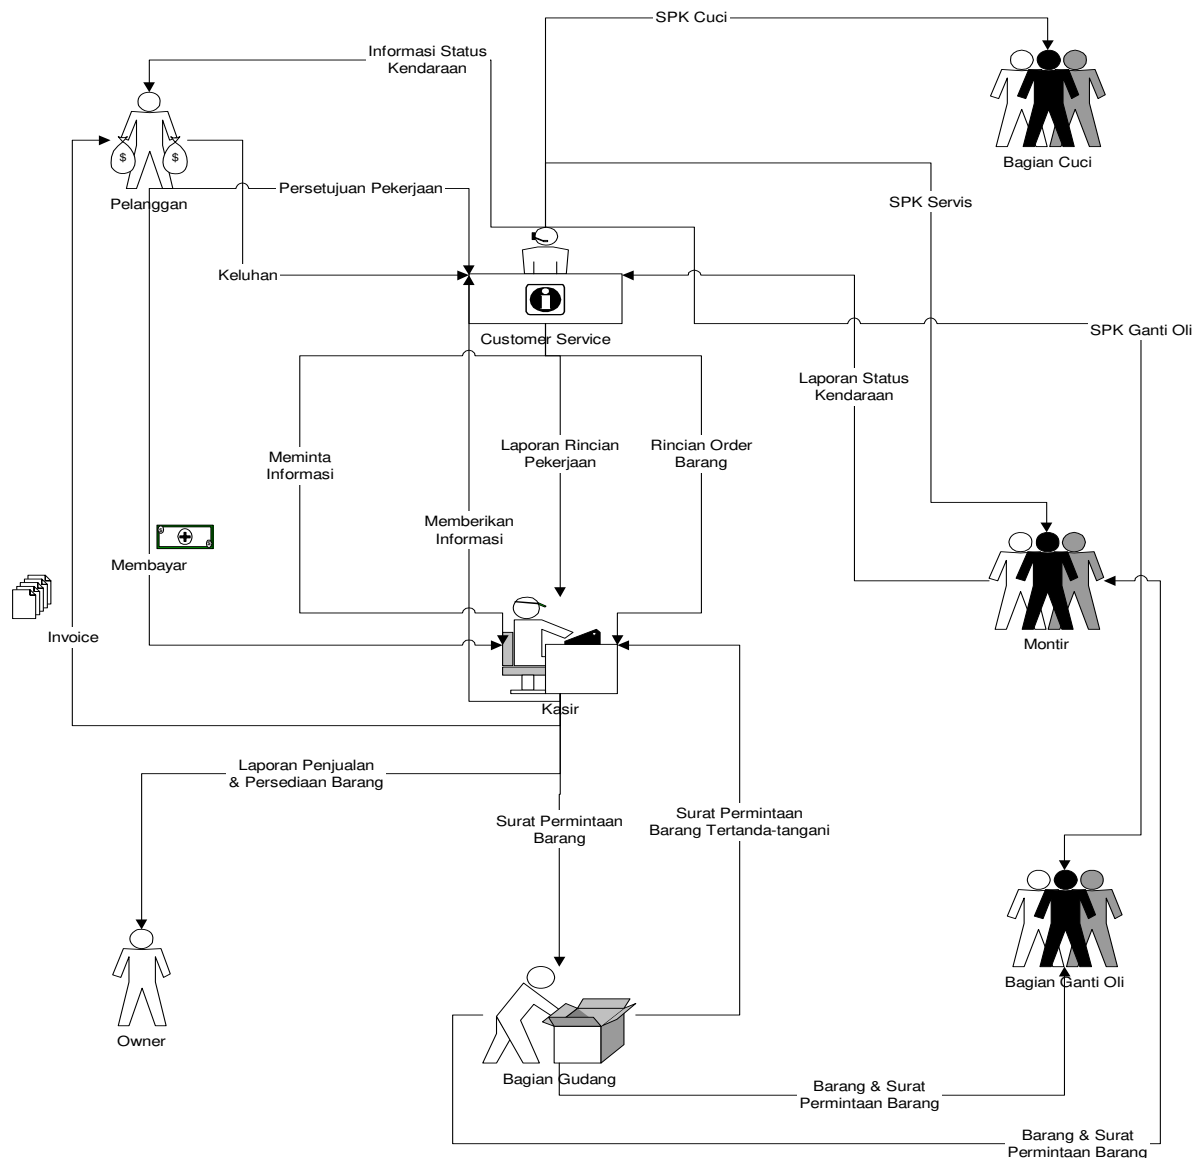 SPK Cuci
Informasi Status
Kendaraan
$
$
Bagian Cuci
Pelanggan
Persetujuan Pekerjaan
SPK Servis
Keluhan
Customer Service
SPK Ganti Oli
Laporan Status
Kendaraan
Meminta
Informasi
Laporan Rincian
Pekerjaan
Rincian Order
Barang
Memberikan
Informasi
Membayar
Invoice
Montir
Kasir
Laporan Penjualan
& Persediaan Barang
Surat Permintaan
Barang
Surat Permintaan
Barang Tertanda-tangani
Bagian Ganti Oli
Owner
Bagian Gudang
Barang & Surat
Permintaan Barang
Barang & Surat
Permintaan Barang